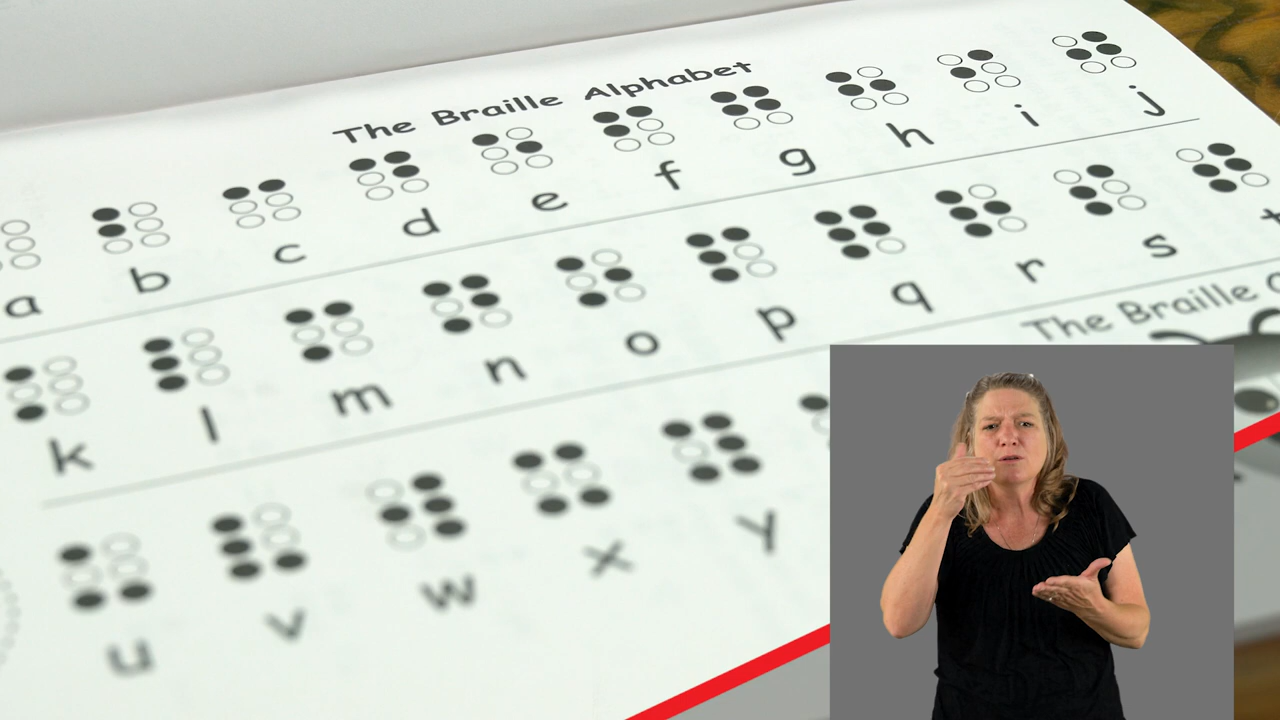 The Braille Alphabet
a b c d e f g h i j
k l m n o p q r s t
The Braille
u v w x y